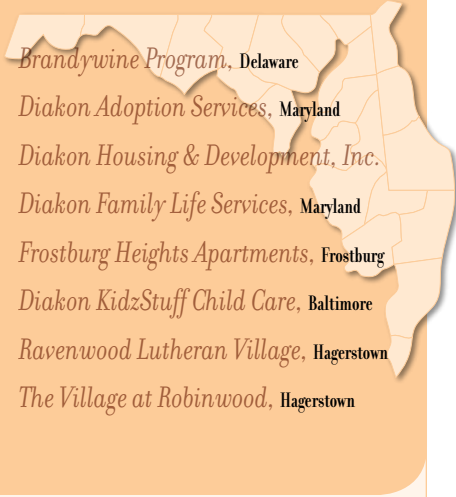 Brandywine Program, Delaware
Diakon Adoption Services, Maryland
Diakon Housing & Development, Inc.
Diakon Family Life Services, Maryland
Frostburg Heights Apartments, Frostburg
Diakon KidzStuff Child Care, Baltimore
Ravenwood Lutheran Village, Hagerstown
The Village at Robinwood, Hagerstown